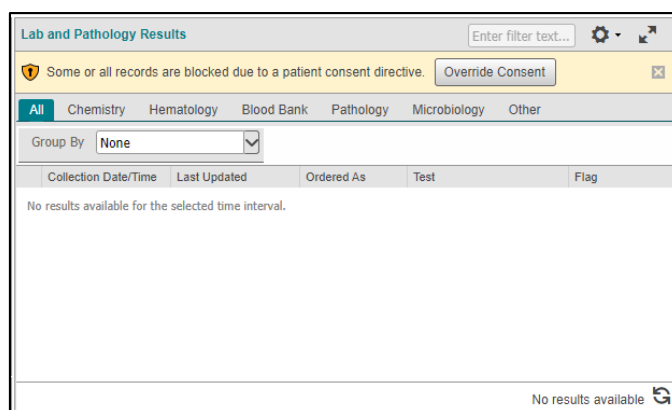 Lab and Pathology Results Enter filter text...
Some or all records are blocked due to a patient consent directive. Override Consent
All Chemistry Hematology Blood Bank Pathology Microbiology Other
Group By None
Collection Date/Time Last Updated Ordered As Test Flag
No results available for the selected time interval.
No results available